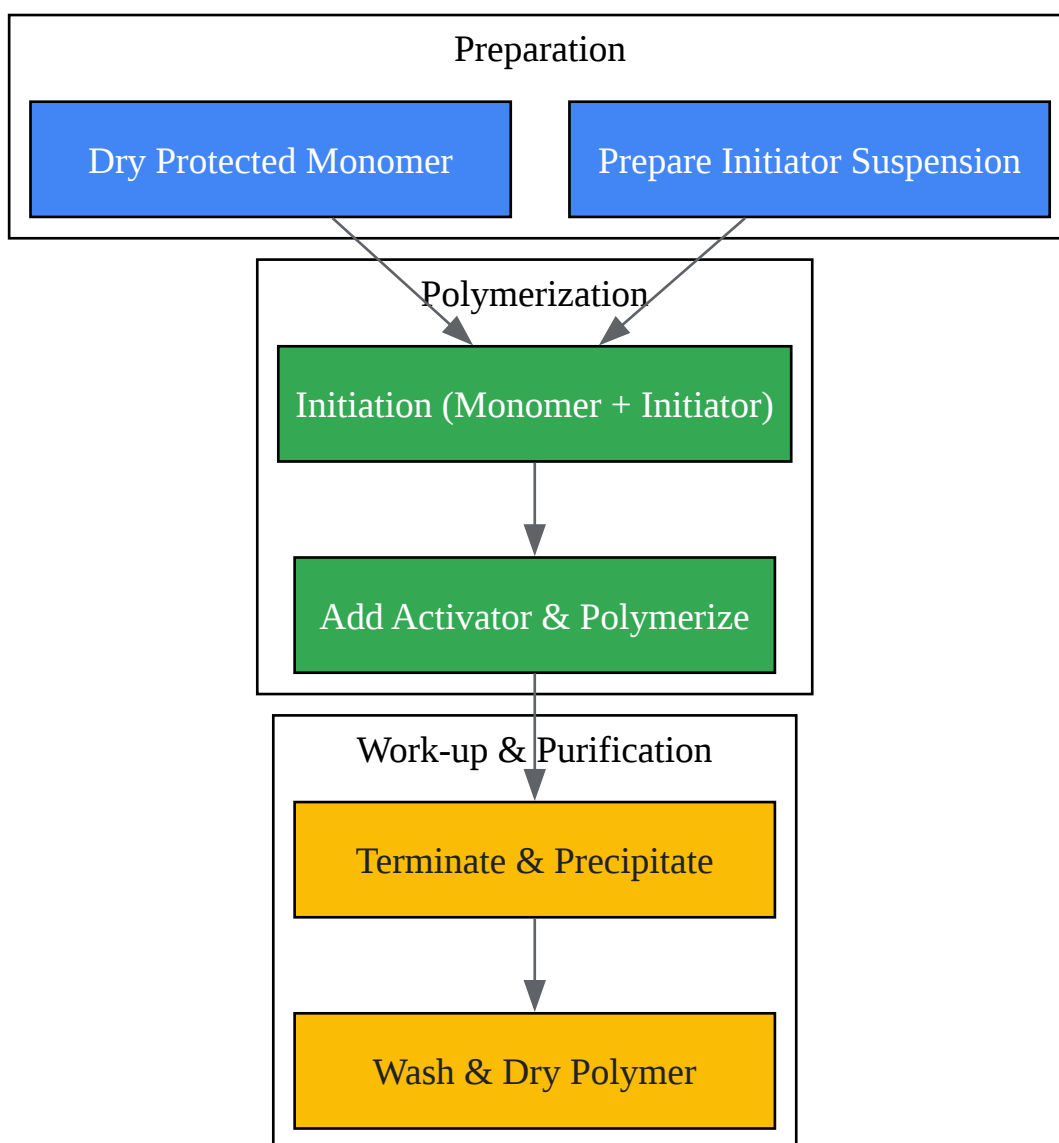 Preparation
Dry Protected Monomer
Prepare Initiator Suspension
Polymerization
Initiation (Monomer + Initiator)
Add Activator & Polymerize
Work-up & Purification
Terminate & Precipitate
Wash & Dry Polymer